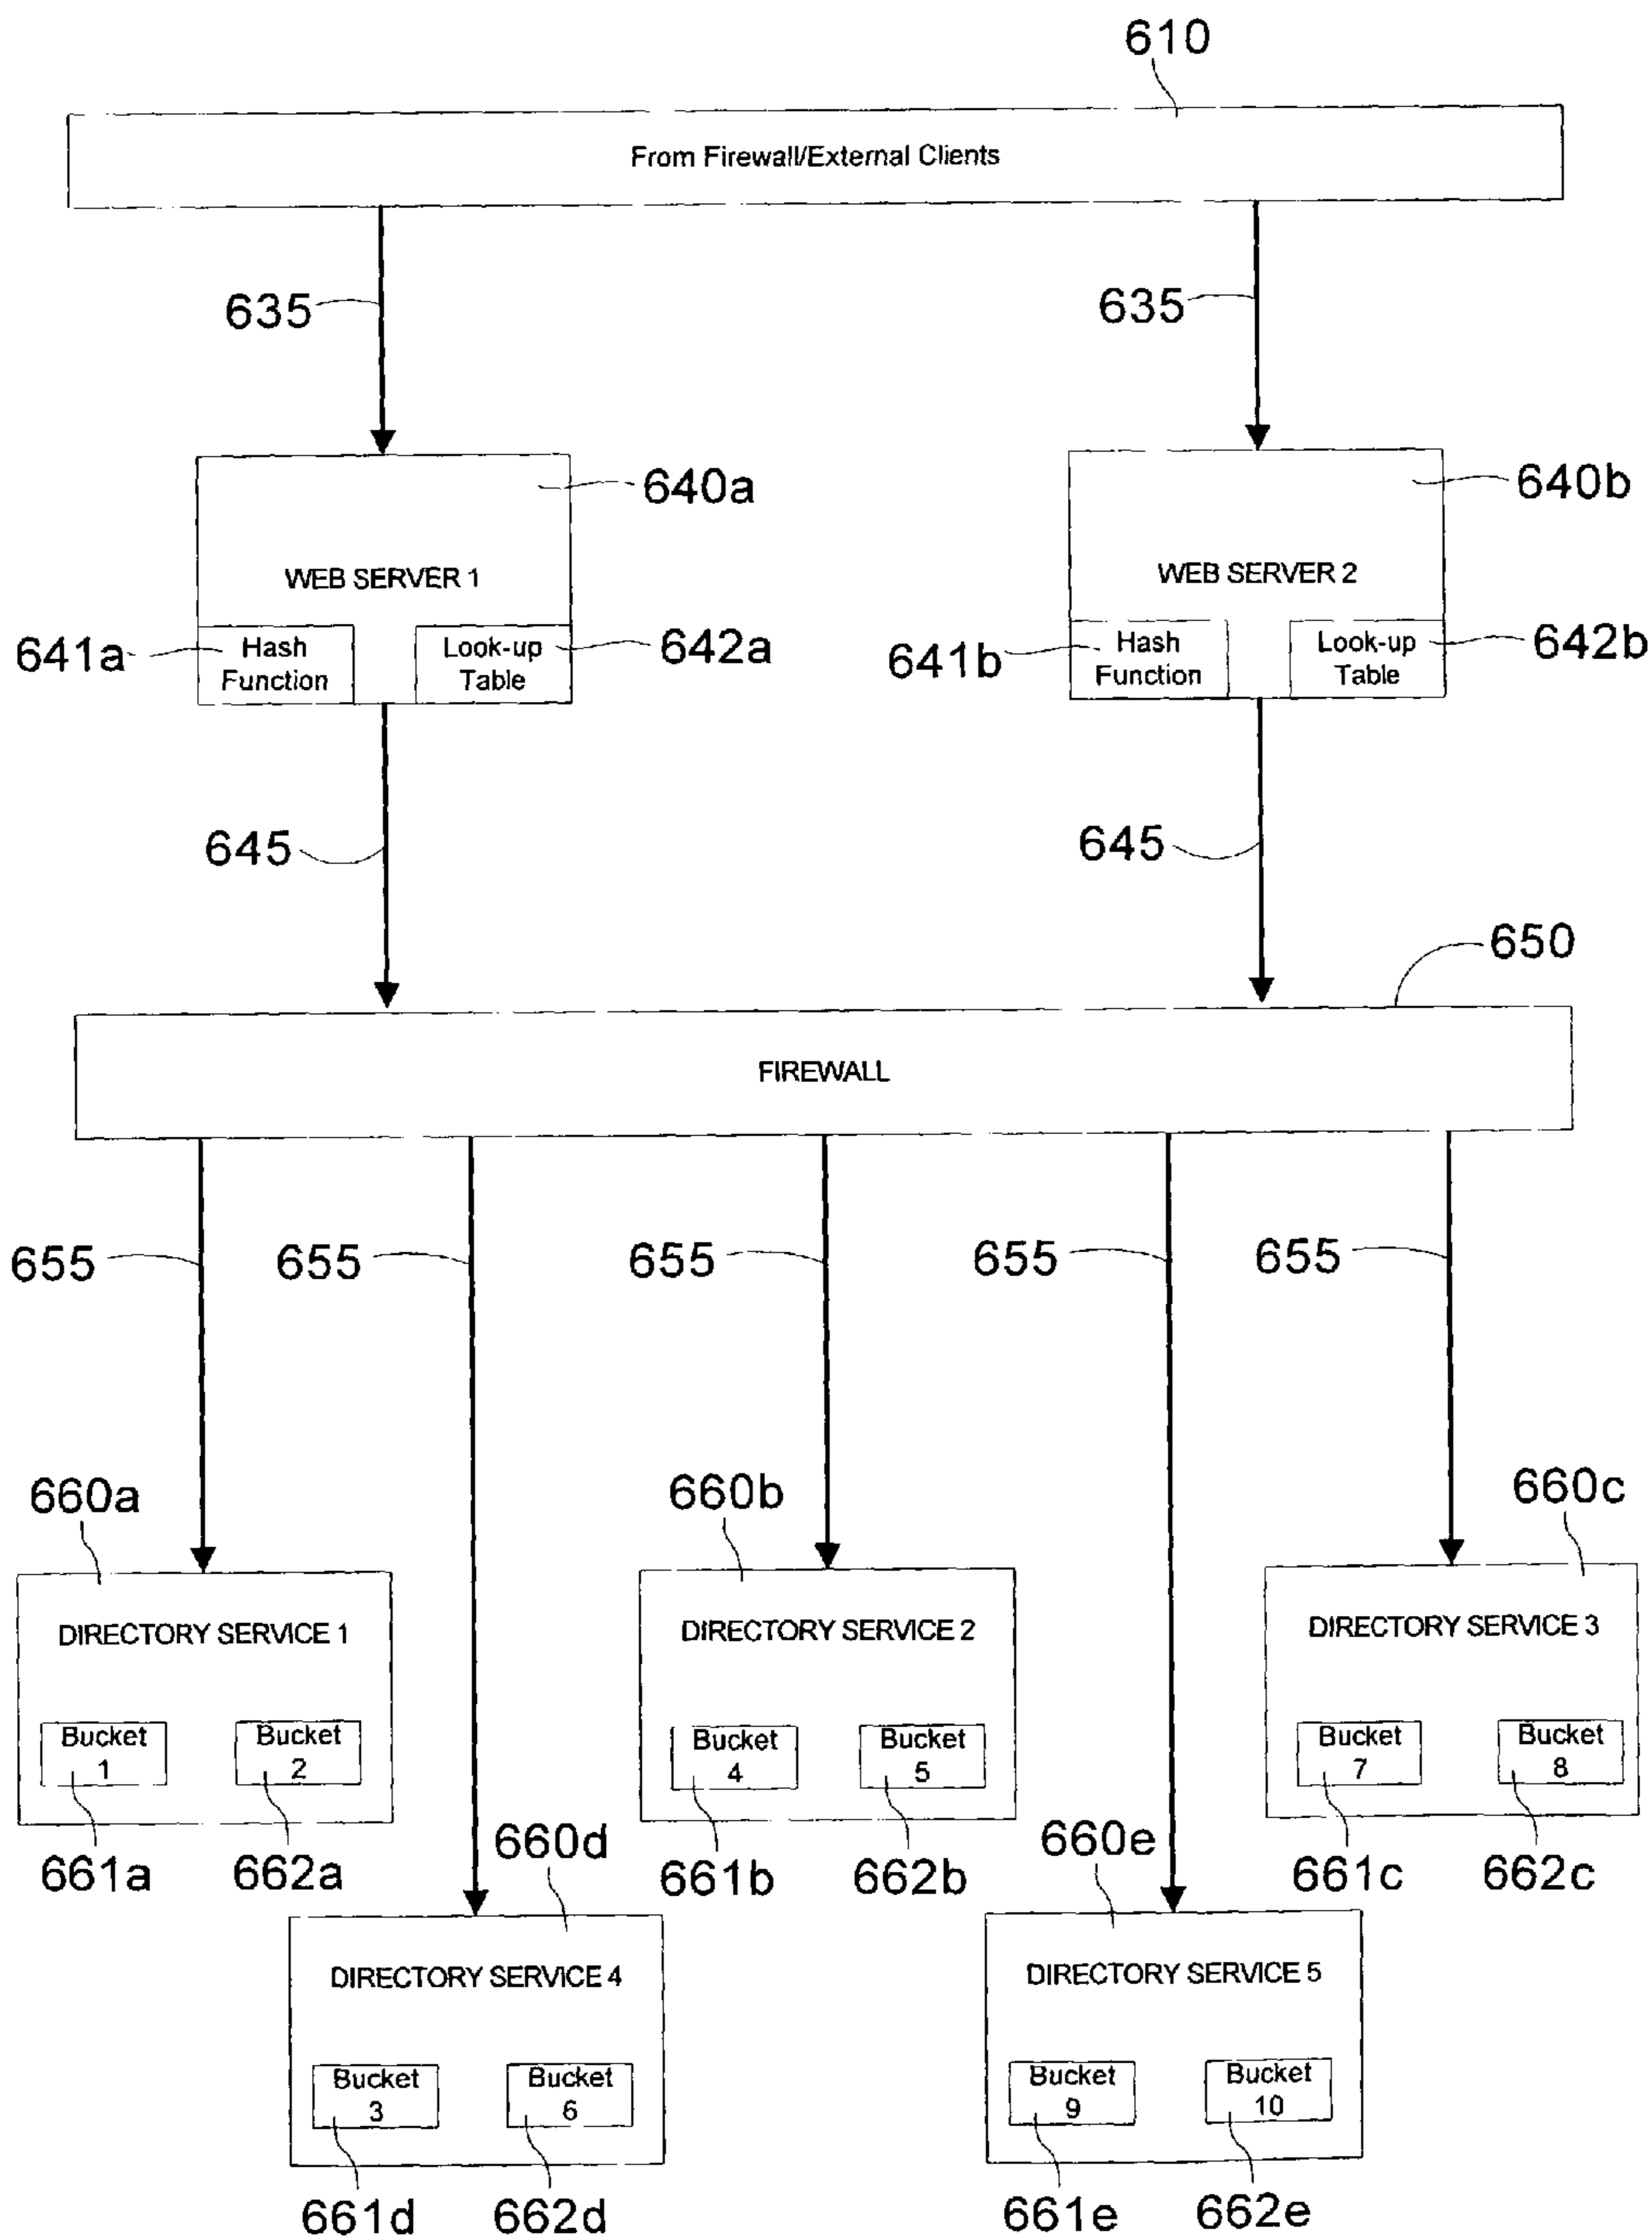 610
From Firewall/External Clients
635
635
640a
640b
WEB SERVER 1
WEB SERVER 2
641a
Hash
Function
Look-up
Table
642a
641b
Hash
Function
Look-up
Table
642b
645
645
650
FIREWALL
655
655
655
655
655
660a
660b
660c
DIRECTORY SERVICE 1
DIRECTORY SERVICE 2
DIRECTORY SERVICE 3
Bucket
1
Bucket
2
Bucket
4
Bucket
5
Bucket
7
Bucket
8
661a
662a
660d
661b
662b
660e
661c
662c
DIRECTORY SERVICE 4
DIRECTORY SERVICE 5
Bucket
3
Bucket
6
Bucket
9
Bucket
10
661d
662d
661e
662e